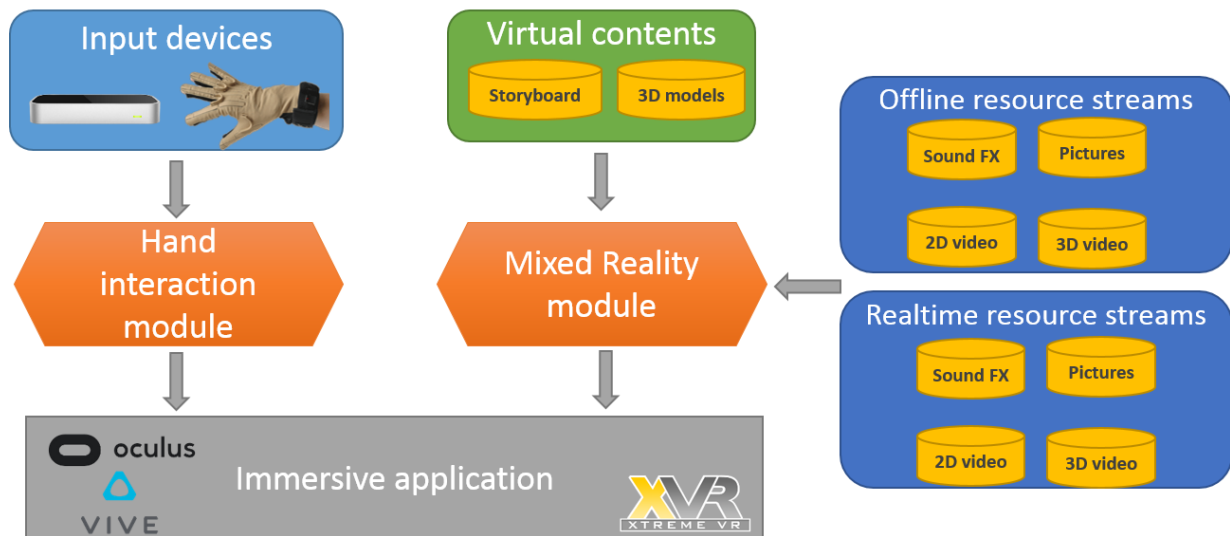 Input devices
Virtual contents
Storyboard
3D models
Offline resource streams
Sound FX
Pictures
2D video
3D video
Hand
interaction
module
Mixed Reality
module
Realtime resource streams
Sound FX
Pictures
2D video
3D video
oculus
VIVE
Immersive application
XVR
XTREME VR